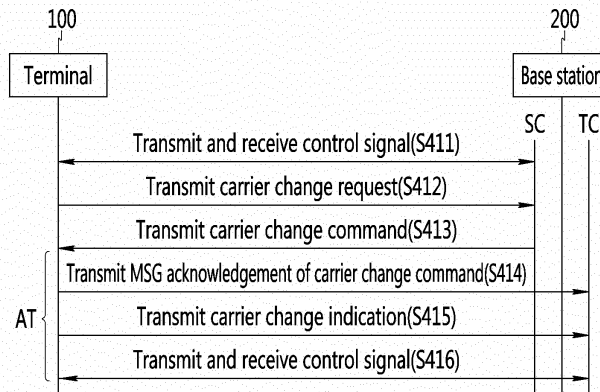 100 200
Terminal Base station
SC TC
Transmit and receive control signal(S411)
Transmit carrier change request(S412)
Transmit carrier change command(S413)
Transmit MSG acknowledgement of carrier change command(S414)
AT
Transmit carrier change indication(S415)
Transmit and receive control signal(S416)